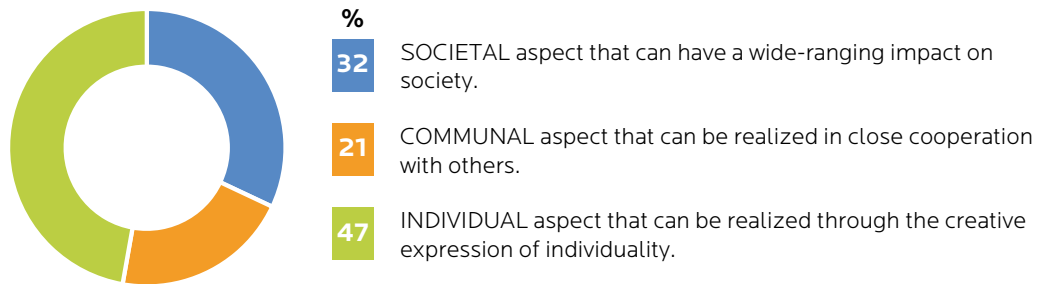 %
32 SOCIETAL aspect that can have a wide-ranging impact on
society.
21 COMMUNAL aspect that can be realized in close cooperation
with others.
47 INDIVIDUAL aspect that can be realized through the creative
expression of individuality.